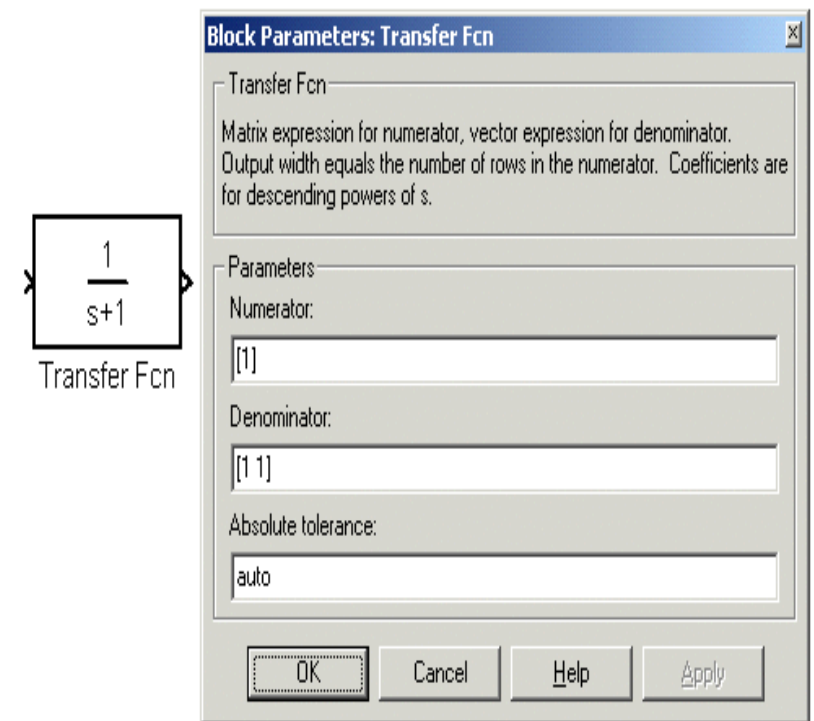 1
s+1
Transfer Fcn
Block Parameters: Transfer Fcn
Transfer Fcn
Matrix expression for numerator, vector expression for denominator.
Output width equals the number of rows in the numerator.  Coefficients are
for descending powers of s.
Parameters
Numerator:
[1]
Denominator:
[1 1]
Absolute tolerance:
auto
OK
Cancel
Help
Apply